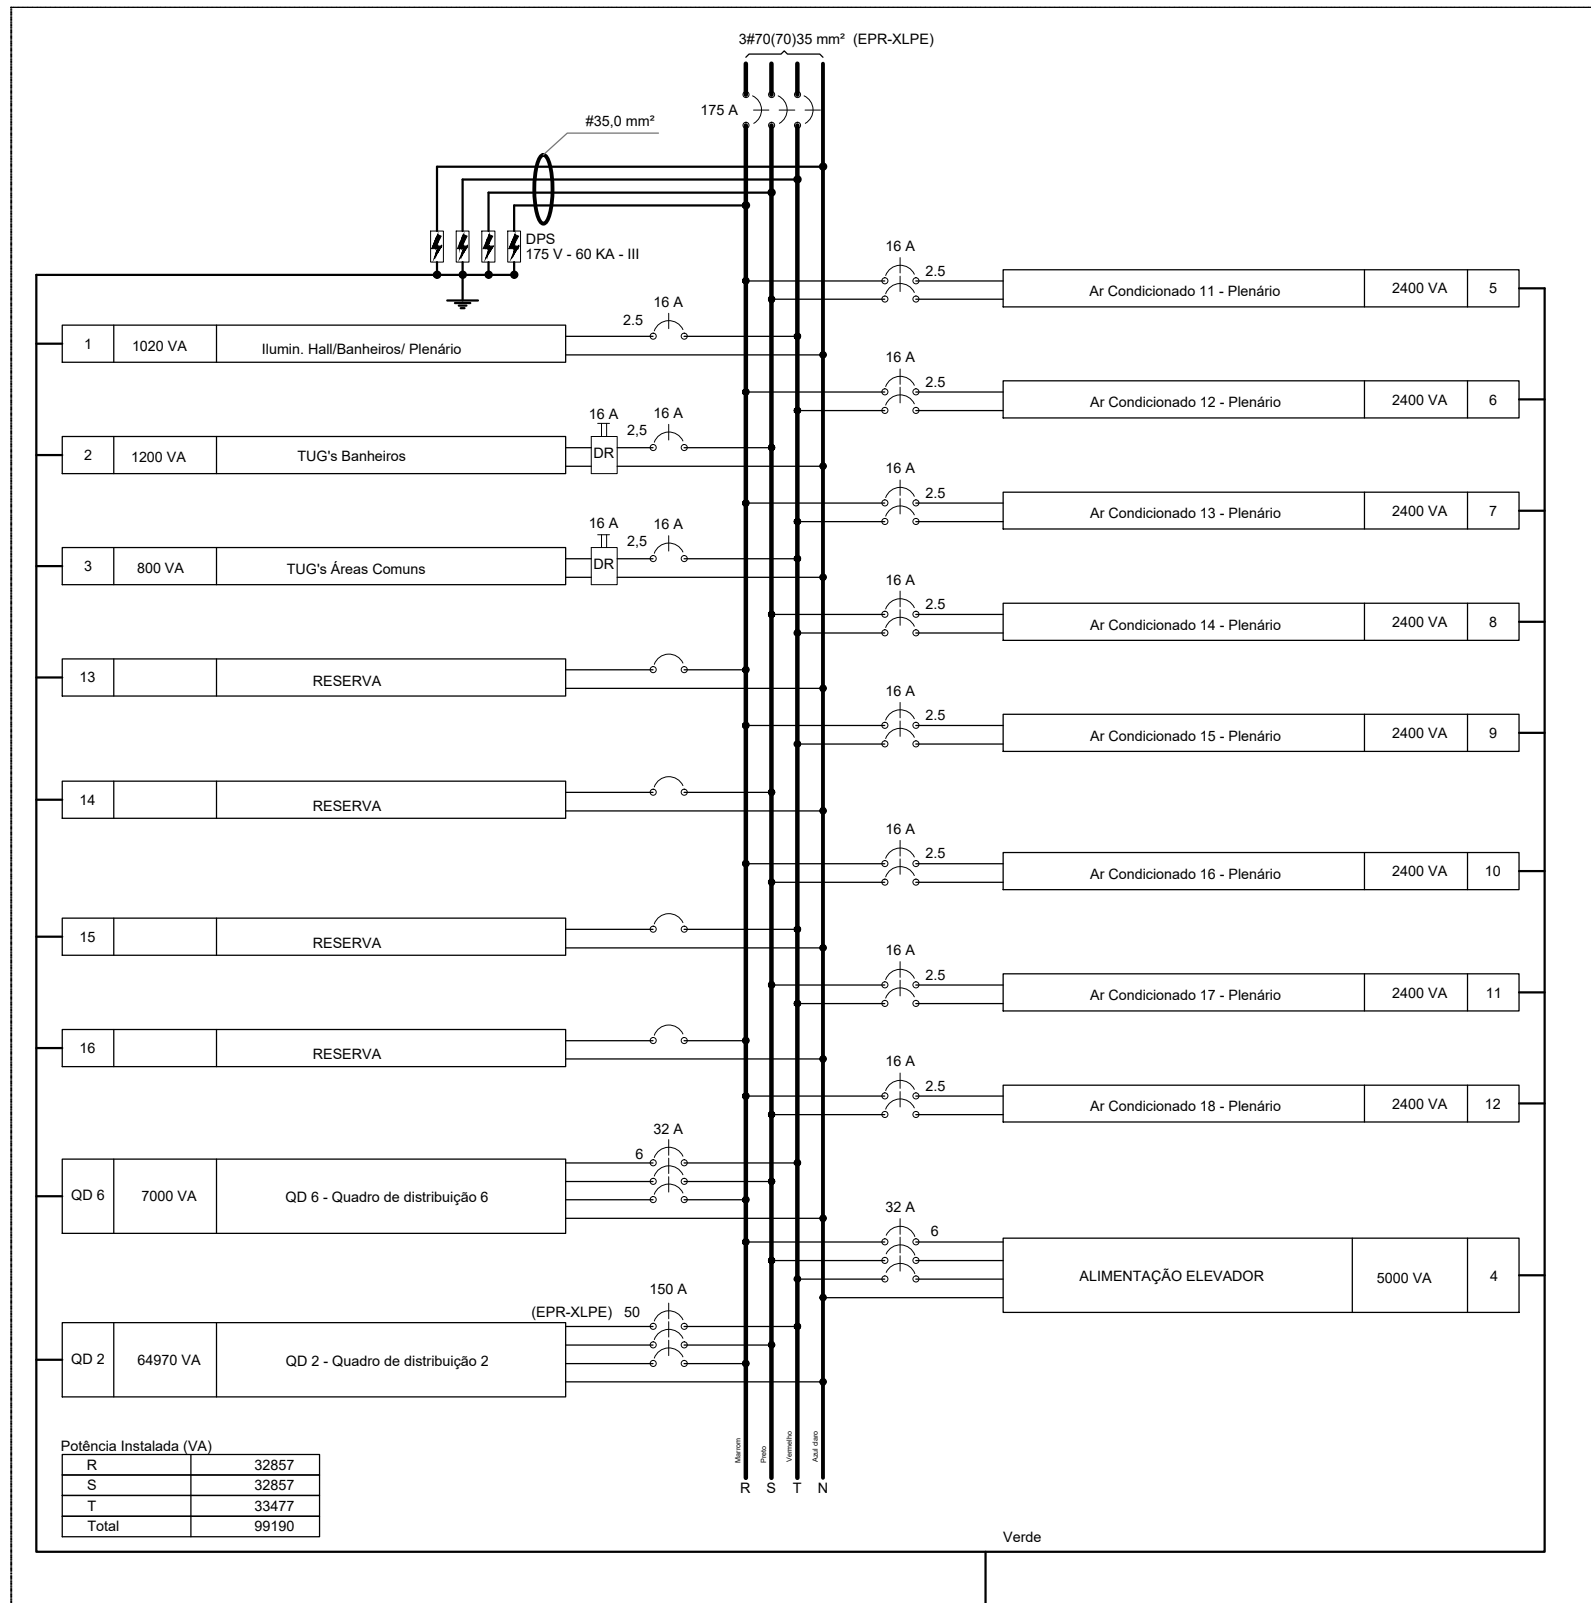 3#70(70)35 mm² (EPR-XLPE)
175 A
#35,0 mm²
DPS
175 V - 60 KA - III
16 A
2.5
1 1020 VA Ilumin. Hall/Banheiros/ Plenário
16 A 16 A
2,5
2 1200 VA TUG's Banheiros DR
16 A 16 A
2,5
3 800 VA TUG's Áreas Comuns DR
13 RESERVA
14 RESERVA
15 RESERVA
16 RESERVA
32 A
6
QD 6 7000 VA QD 6 - Quadro de distribuição 6
150 A
(EPR-XLPE) 50
QD 2 64970 VA QD 2 - Quadro de distribuição 2
16 A
2.5
Ar Condicionado 11 - Plenário 2400 VA 5
16 A
2.5
Ar Condicionado 12 - Plenário 2400 VA 6
16 A
2.5
Ar Condicionado 13 - Plenário 2400 VA 7
16 A
2.5
Ar Condicionado 14 - Plenário 2400 VA 8
16 A
2.5
Ar Condicionado 15 - Plenário 2400 VA 9
16 A
2.5
Ar Condicionado 16 - Plenário 2400 VA 10
16 A
2.5
Ar Condicionado 17 - Plenário 2400 VA 11
16 A
2.5
Ar Condicionado 18 - Plenário 2400 VA 12
32 A
6
ALIMENTAÇÃO ELEVADOR 5000 VA 4
Potência Instalada (VA)
R 32857
S 32857
T 33477
Total 99190
Marrom
Preto
Vermelho
Azul claro
R S T N
Verde